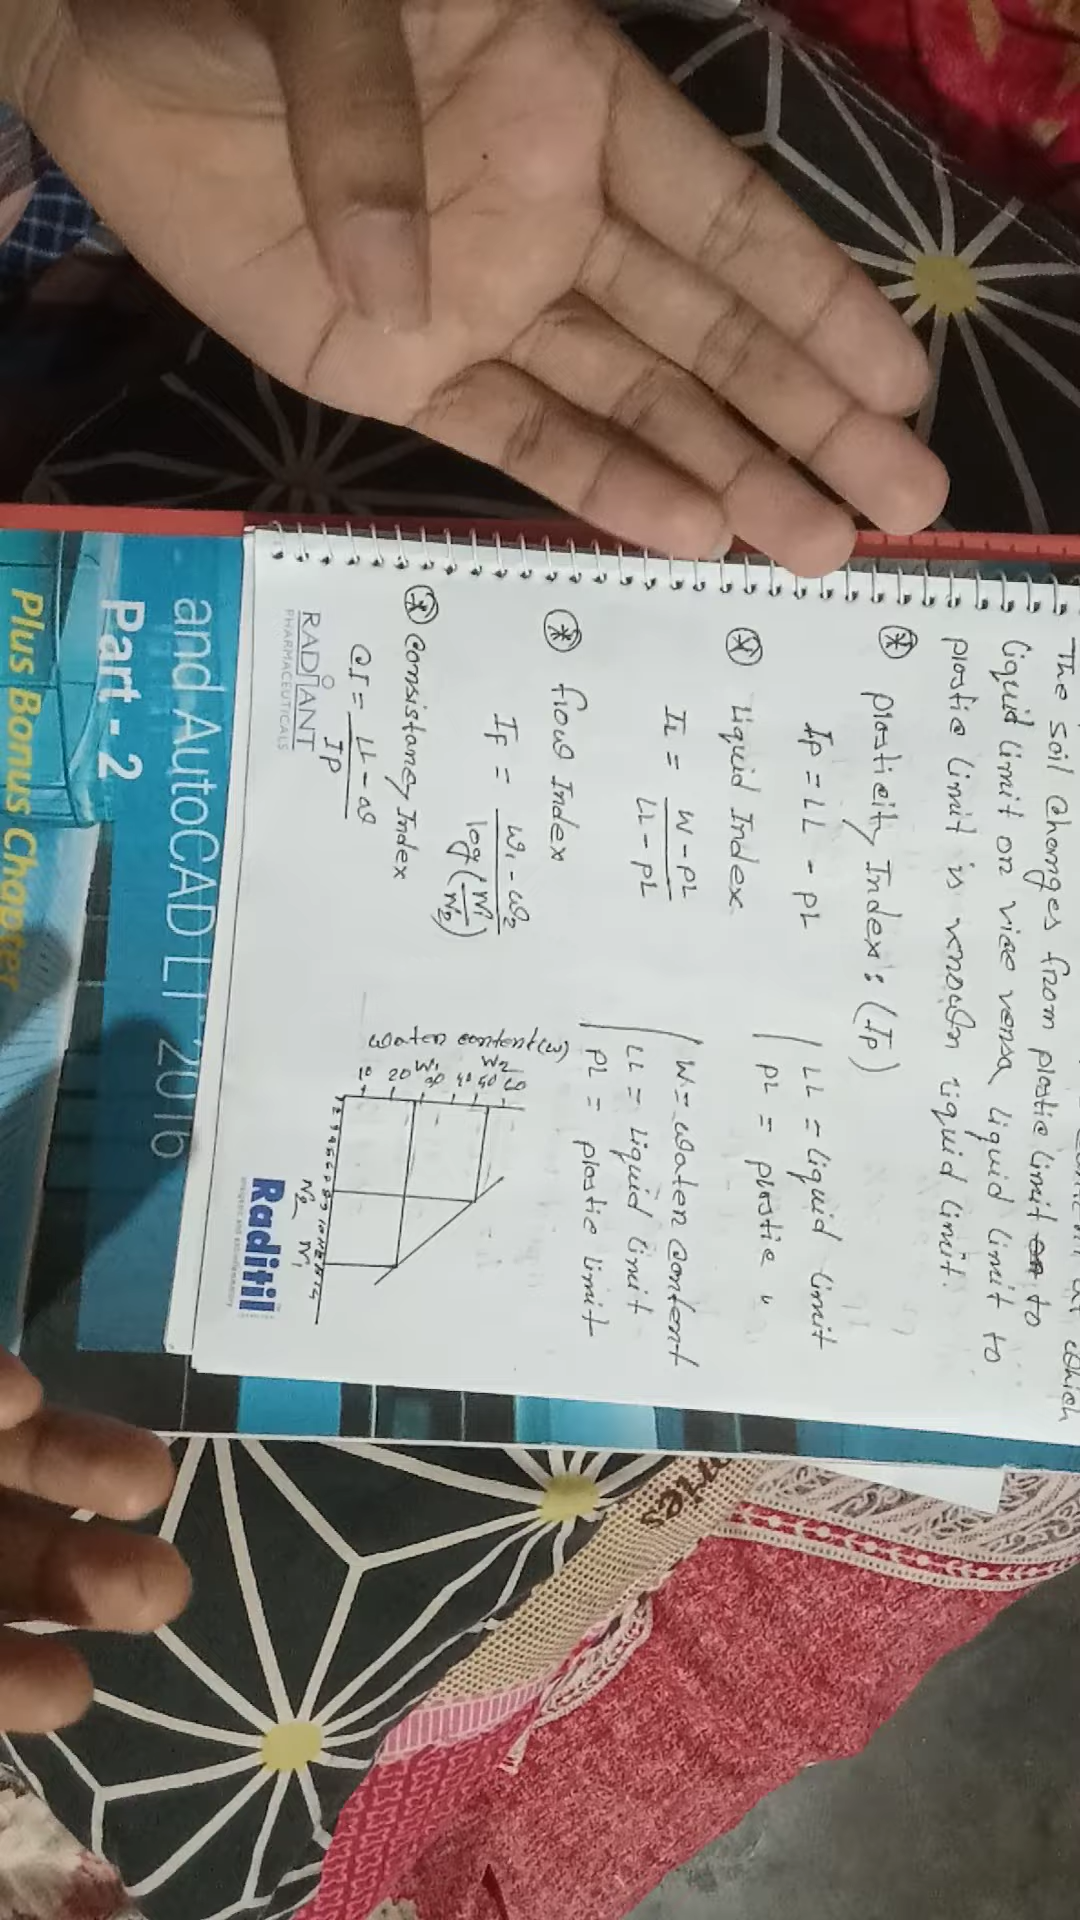 The soil changes from plastic limit to
liquid limit or vice versa, liquid limit to
plastic limit is known liquid limit.
* plasticity Index : (IP)
IP = LL - PL
LL = liquid limit
PL = plastic "
* Liquid Index
IL = W - PL / LL - PL
W = water content
LL = Liquid limit
PL = plastic limit
* flow Index
IF = W1 - W2 / log (N1/N2)
* Consistancy Index
CI = LL - W / IP
water content (w)
10 20 W1 30 40 50 W2 60
N2 N1
RADIANT
PHARMACEUTICALS
Raditil
and AutoCAD LT 2016
Part - 2
Plus Bonus Chapter